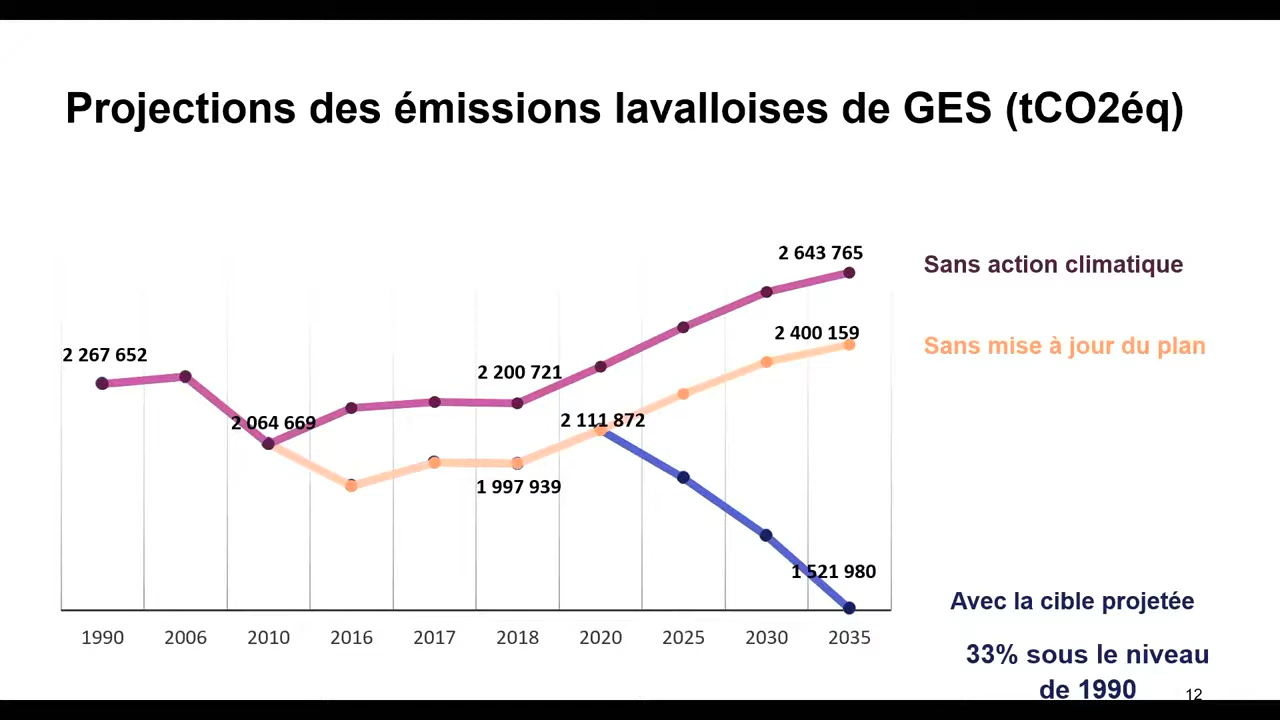 Projections des émissions lavalloises de GES (tCO2éq)
2 643 765
Sans action climatique
2 400 159
Sans mise à jour du plan
2 267 652
2 200 721
2 064 669
2 111 872
1 997 939
1 521 980
Avec la cible projetée
1990 2006 2010 2016 2017 2018 2020 2025 2030 2035
33% sous le niveau
de 1990
12